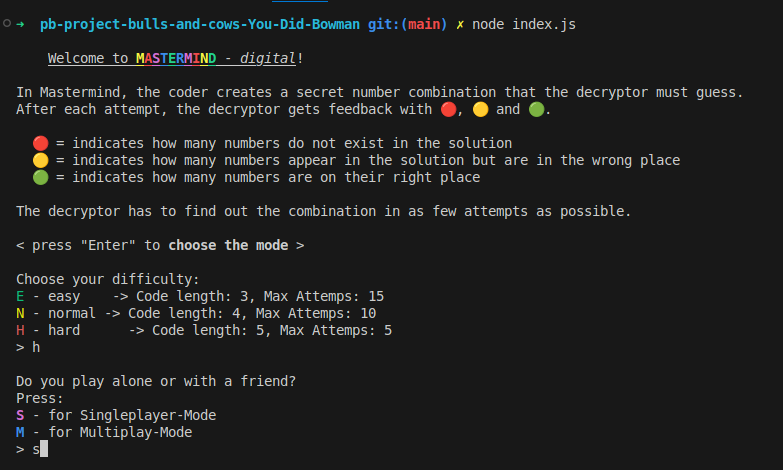 ➜  pb-project-bulls-and-cows-You-Did-Bowman git:(main) ✗ node index.js
Welcome to MASTERMIND - digital!
In Mastermind, the coder creates a secret number combination that the decryptor must guess.
After each attempt, the decryptor gets feedback with 🔴, 🟡 and 🟢.
🔴 = indicates how many numbers do not exist in the solution
🟡 = indicates how many numbers appear in the solution but are in the wrong place
🟢 = indicates how many numbers are on their right place
The decryptor has to find out the combination in as few attempts as possible.
< press "Enter" to choose the mode >
Choose your difficulty:
E - easy    -> Code length: 3, Max Attemps: 15
N - normal -> Code length: 4, Max Attemps: 10
H - hard      -> Code length: 5, Max Attemps: 5
> h
Do you play alone or with a friend?
Press:
S - for Singleplayer-Mode
M - for Multiplay-Mode
> s